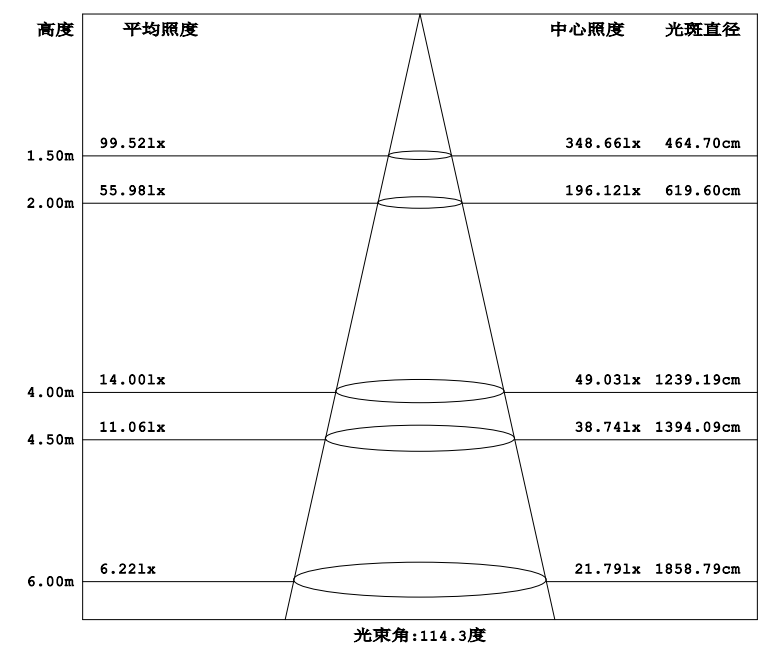 高度 平均照度 中心照度 光斑直径
99.52lx 348.66lx 464.70cm
1.50m
55.98lx 196.12lx 619.60cm
2.00m
14.00lx 49.03lx 1239.19cm
4.00m
11.06lx 38.74lx 1394.09cm
4.50m
6.22lx 21.79lx 1858.79cm
6.00m
光束角:114.3度